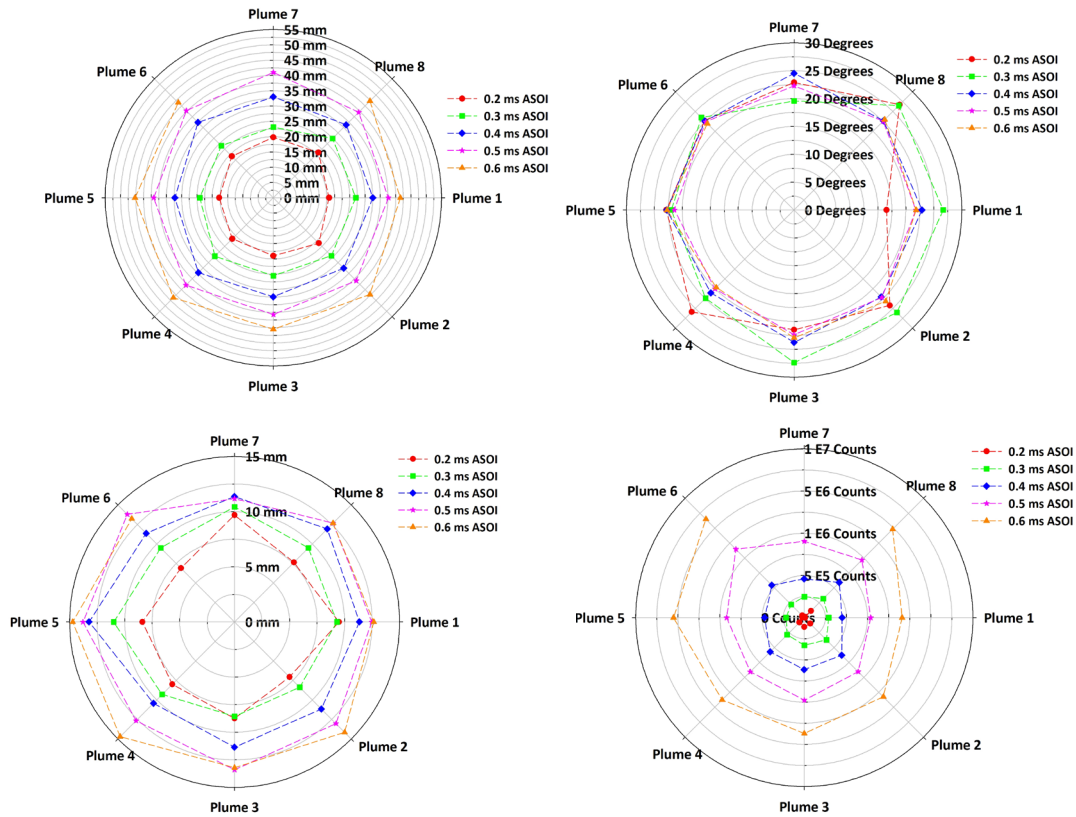 Plume 7
55 mm
50 mm
45 mm
40 mm
35 mm
30 mm
25 mm
20 mm
15 mm
10 mm
5 mm
0 mm
Plume 8
Plume 1
Plume 2
Plume 3
Plume 4
Plume 5
Plume 6
0.2 ms ASOI
0.3 ms ASOI
0.4 ms ASOI
0.5 ms ASOI
0.6 ms ASOI
Plume 7
30 Degrees
25 Degrees
20 Degrees
15 Degrees
10 Degrees
5 Degrees
0 Degrees
Plume 8
Plume 1
Plume 2
Plume 3
Plume 4
Plume 5
Plume 6
0.2 ms ASOI
0.3 ms ASOI
0.4 ms ASOI
0.5 ms ASOI
0.6 ms ASOI
Plume 7
15 mm
10 mm
5 mm
0 mm
Plume 8
Plume 1
Plume 2
Plume 3
Plume 4
Plume 5
Plume 6
0.2 ms ASOI
0.3 ms ASOI
0.4 ms ASOI
0.5 ms ASOI
0.6 ms ASOI
Plume 7
1 E7 Counts
5 E6 Counts
1 E6 Counts
5 E5 Counts
0 Counts
Plume 8
Plume 1
Plume 2
Plume 3
Plume 4
Plume 5
Plume 6
0.2 ms ASOI
0.3 ms ASOI
0.4 ms ASOI
0.5 ms ASOI
0.6 ms ASOI